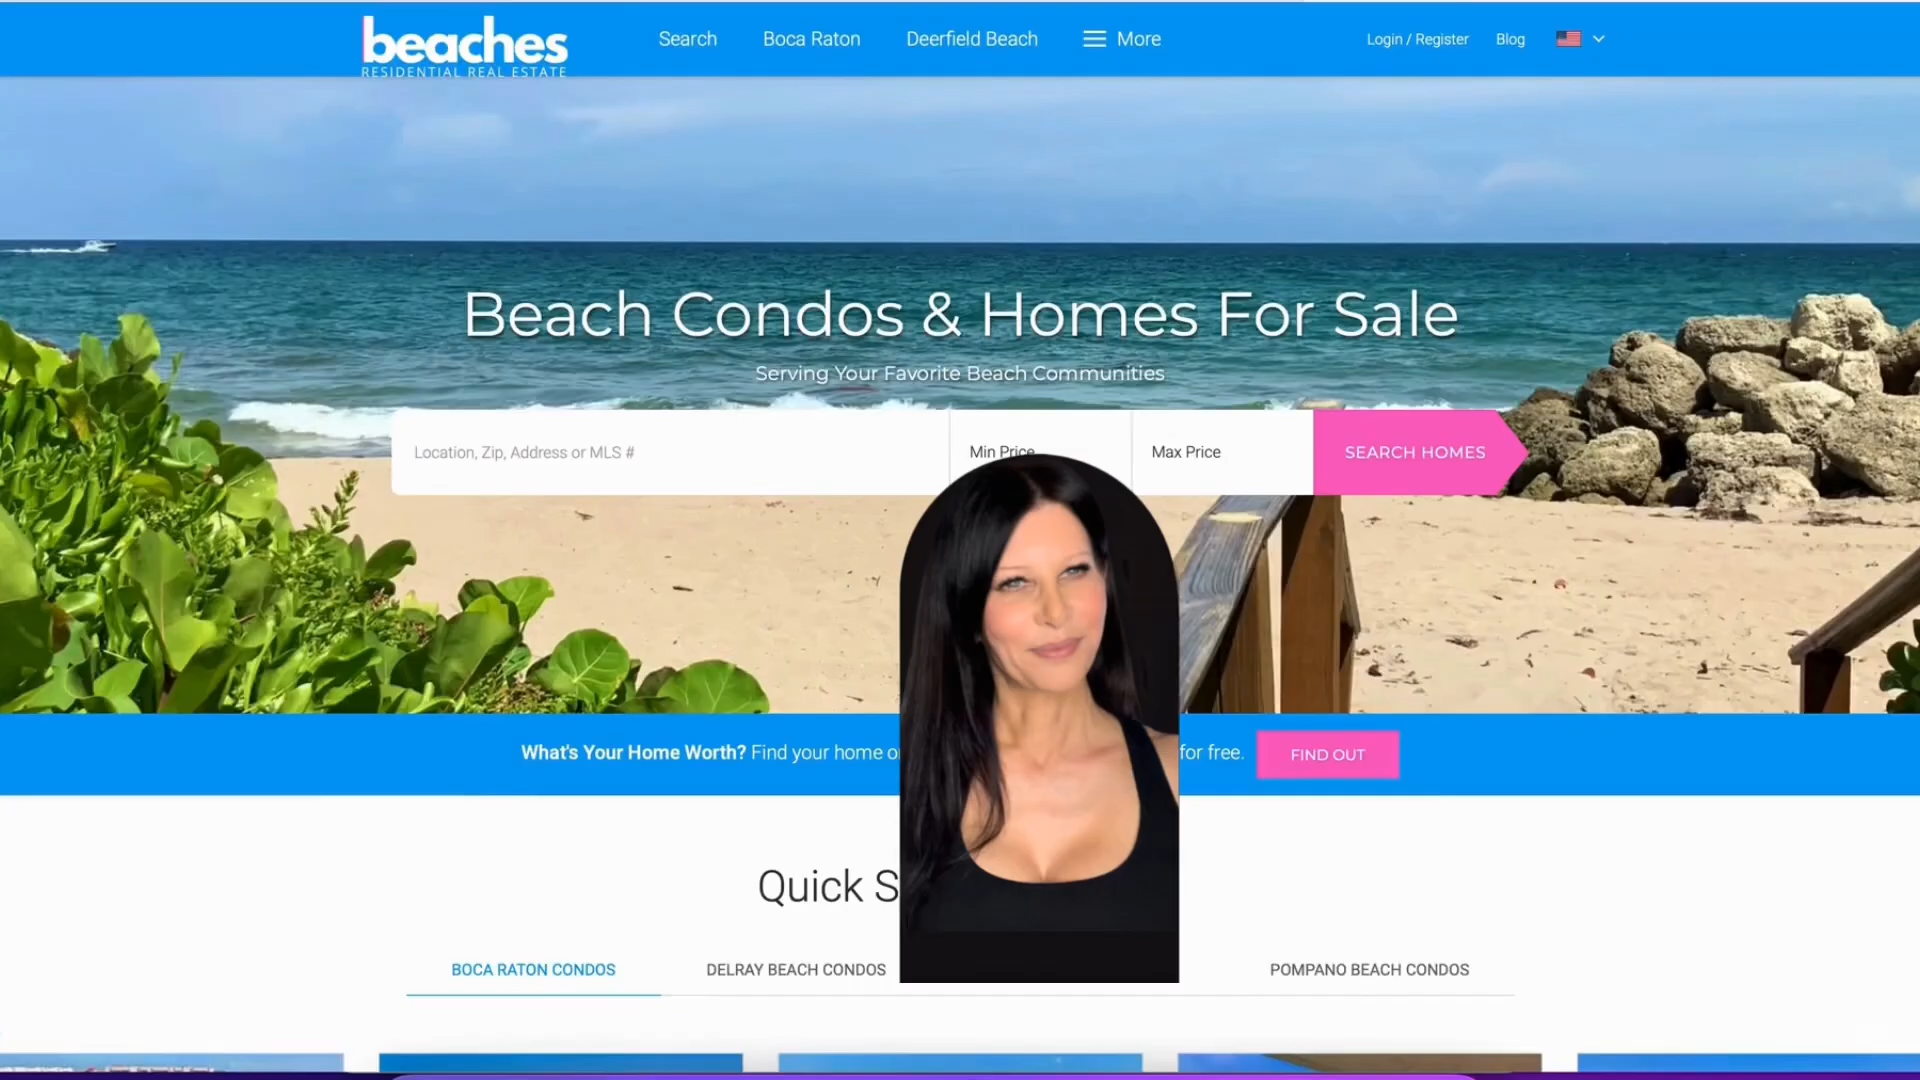 beaches
RESIDENTIAL REAL ESTATE
Search
Boca Raton
Deerfield Beach
More
Login / Register
Blog
Beach Condos & Homes For Sale
Serving Your Favorite Beach Communities
Location, Zip, Address or MLS #
Min Price
Max Price
SEARCH HOMES
What's Your Home Worth? Find your home for free.
FIND OUT
Quick
BOCA RATON CONDOS
DELRAY BEACH CONDOS
POMPANO BEACH CONDOS